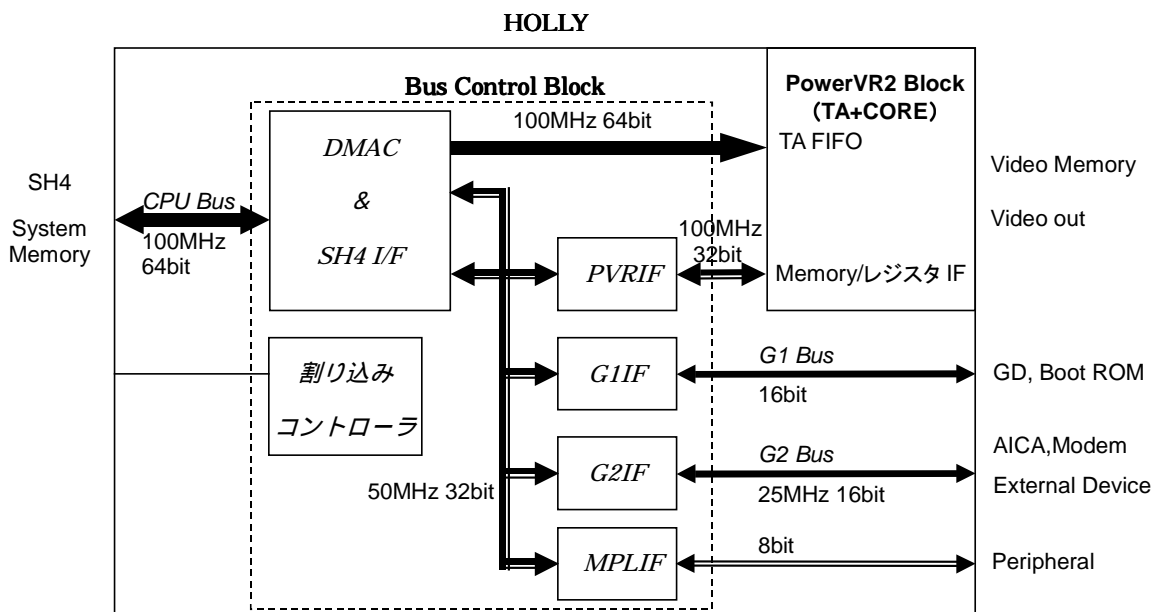 HOLLY
Bus Control Block
PowerVR2 Block
（TA+CORE）
100MHz 64bit
TA FIFO
DMAC
&
SH4 I/F
SH4
System
Memory
CPU Bus
100MHz
64bit
Video Memory
Video out
100MHz
32bit
PVRIF
Memory/レジスタ IF
割り込み
コントローラ
G1IF
G1 Bus
16bit
GD, Boot ROM
G2IF
G2 Bus
25MHz 16bit
AICA,Modem
External Device
50MHz 32bit
MPLIF
8bit
Peripheral